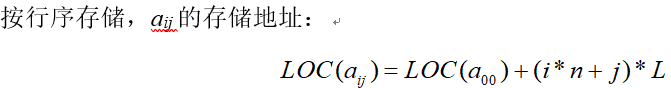 按行序存储，aij的存储地址：
LOC(aij) = LOC(a00) + (i * n + j) * L